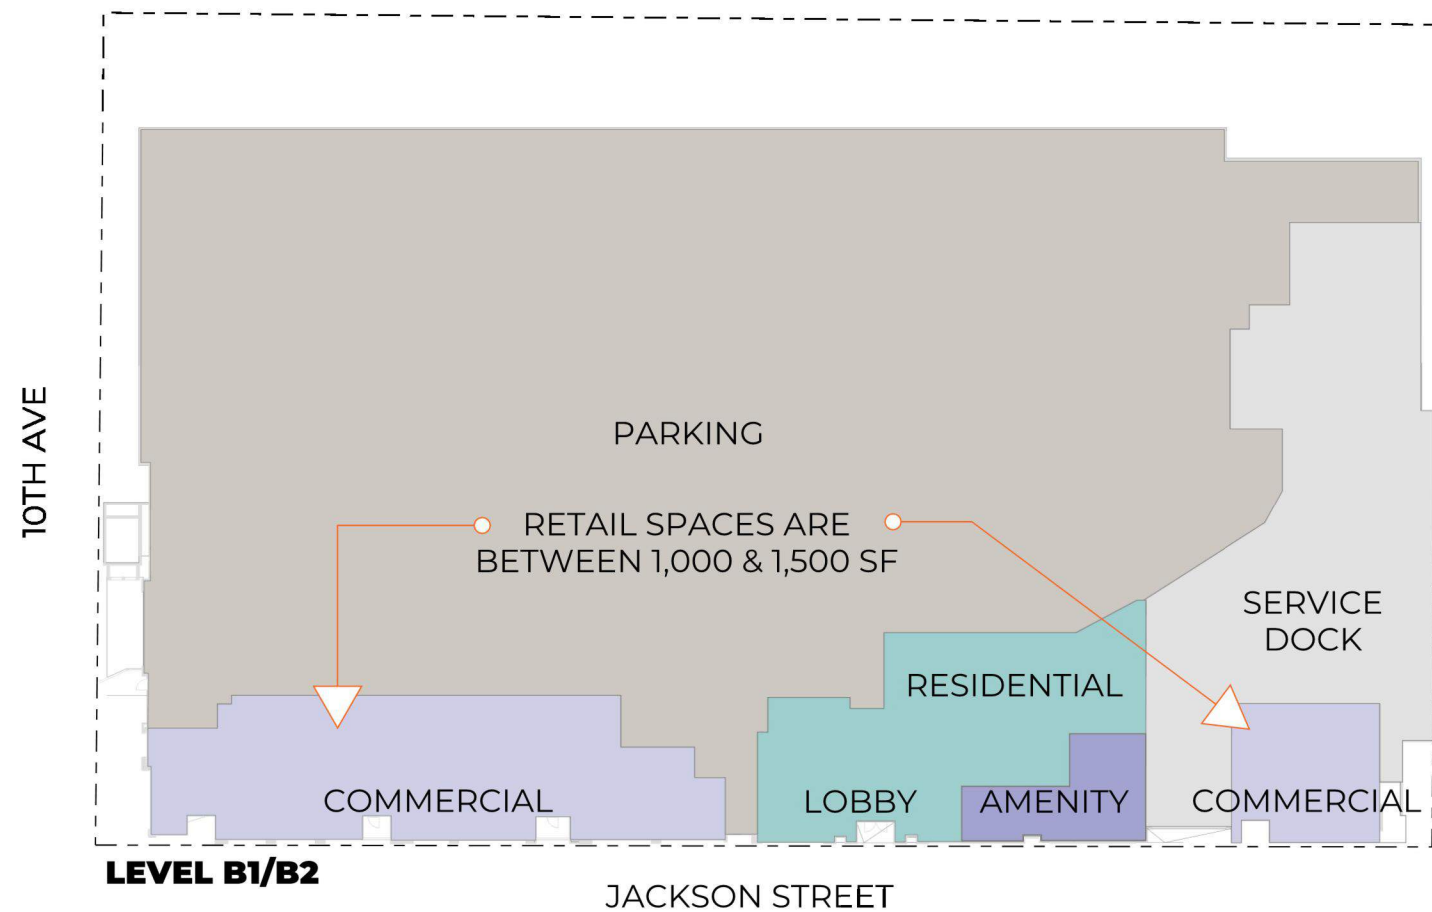 10TH AVE
PARKING
RETAIL SPACES ARE
BETWEEN 1,000 & 1,500 SF
SERVICE
DOCK
RESIDENTIAL
COMMERCIAL
LOBBY
AMENITY
COMMERCIAL
LEVEL B1/B2
JACKSON STREET